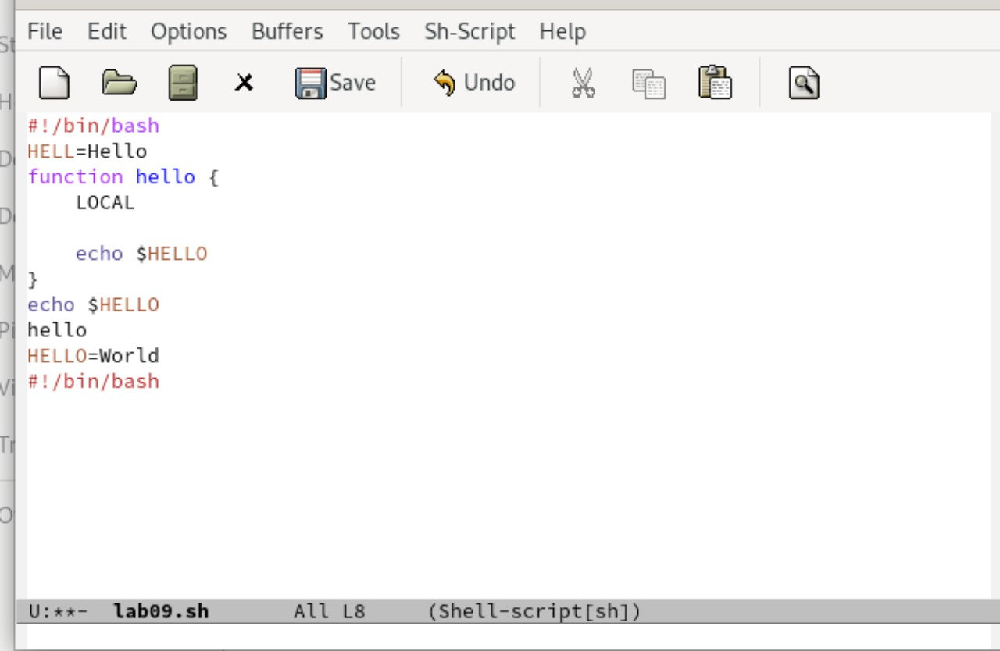 File Edit Options Buffers Tools Sh-Script Help
Save Undo
#!/bin/bash
HELL=Hello
function hello {
    LOCAL
    echo $HELLO
}
echo $HELLO
hello
HELLO=World
#!/bin/bash
U:**- lab09.sh All L8 (Shell-script[sh])